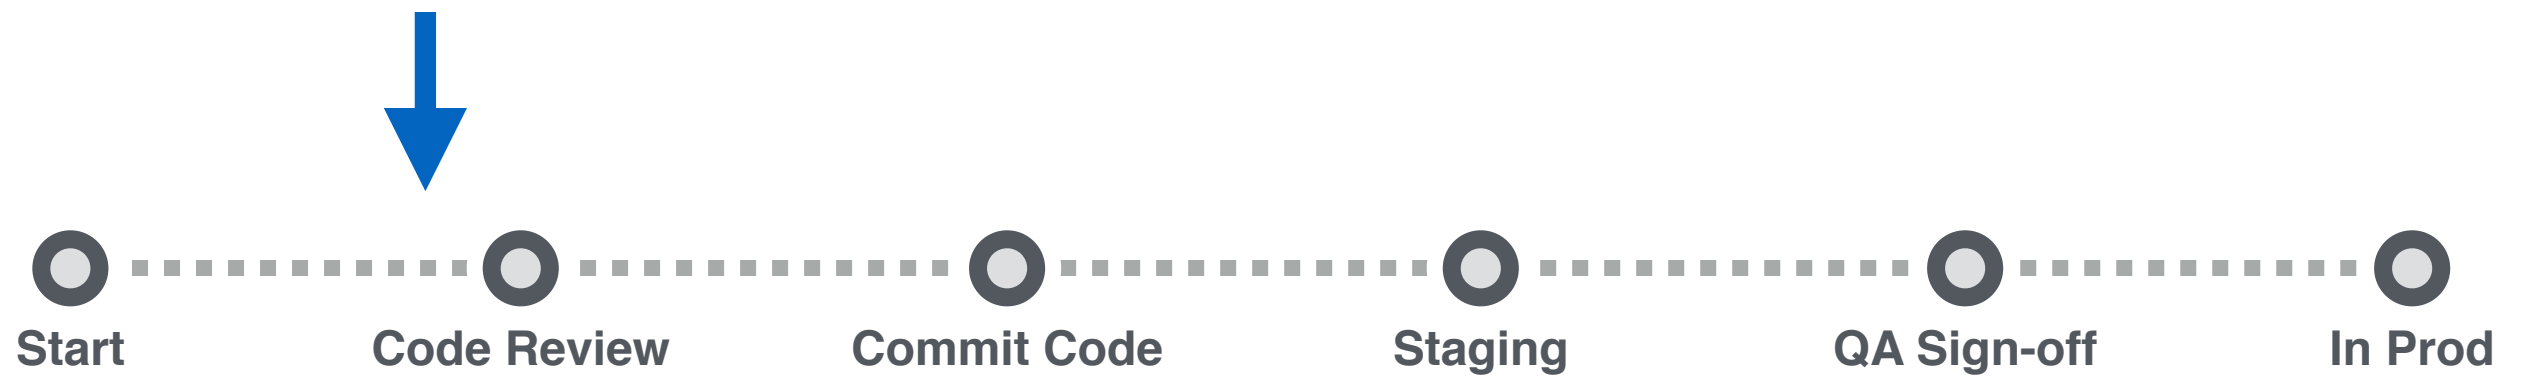 Start
Code Review
Commit Code
Staging
QA Sign-off
In Prod